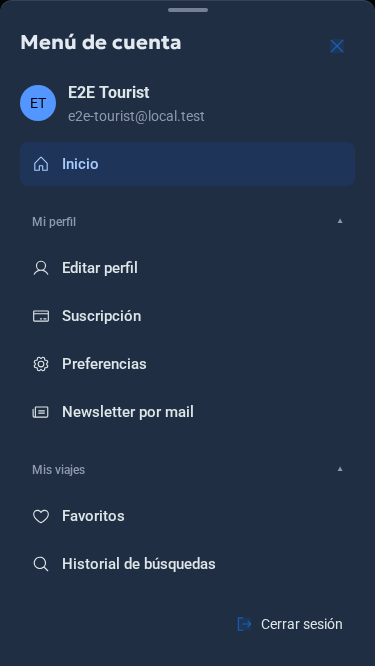 Menú de cuenta
ET
E2E Tourist
e2e-tourist@local.test
Inicio
Mi perfil
Editar perfil
Suscripción
Preferencias
Newsletter por mail
Mis viajes
Favoritos
Historial de búsquedas
Cerrar sesión